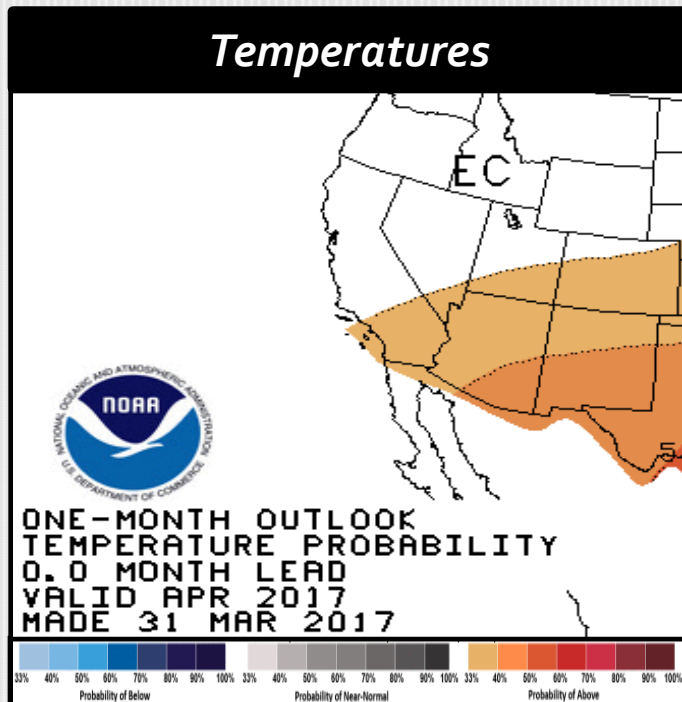 Temperatures
EC
5
NATIONAL OCEANIC AND ATMOSPHERIC ADMINISTRATION
NOAA
U.S. DEPARTMENT OF COMMERCE
ONE-MONTH OUTLOOK
TEMPERATURE PROBABILITY
0.0 MONTH LEAD
VALID APR 2017
MADE 31 MAR 2017
33% 40% 50% 60% 70% 80% 90% 100% 33% 40% 50% 60% 70% 80% 90% 100% 33% 40% 50% 60% 70% 80% 90% 100%
Probability of Below Probability of Near-Normal Probability of Above